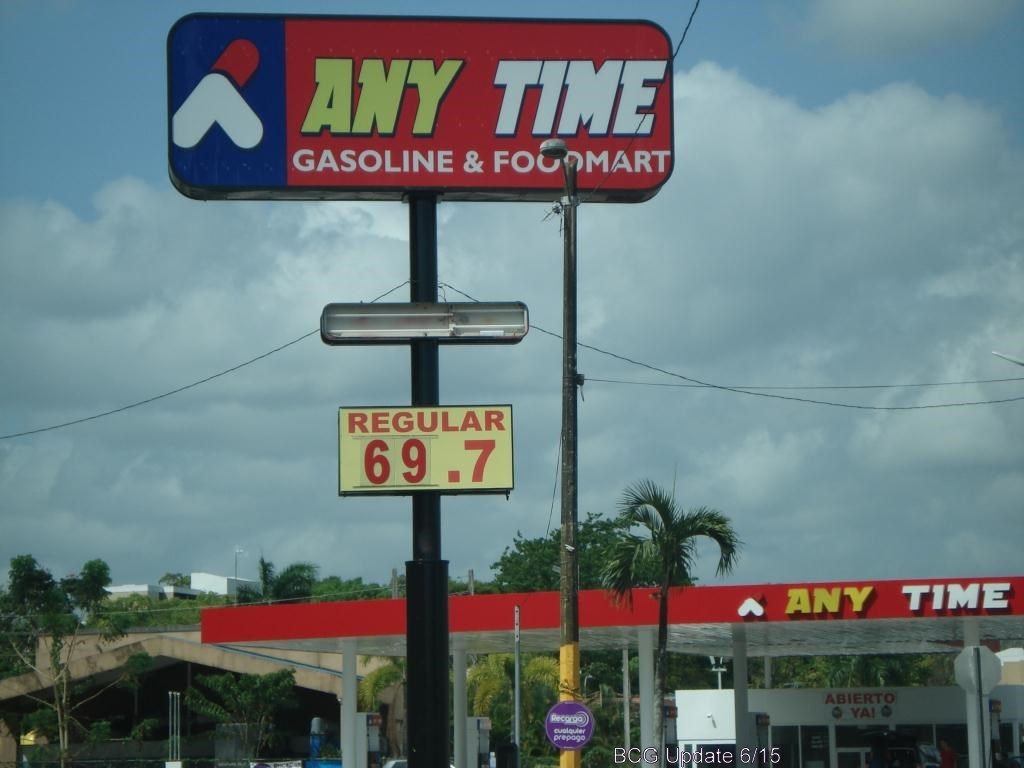 ANY TIME
GASOLINE & FOODMART
REGULAR
69.7
ANY TIME
ABIERTO
YA!
Recarga
cualquier
prepago
BCG Update 6/15